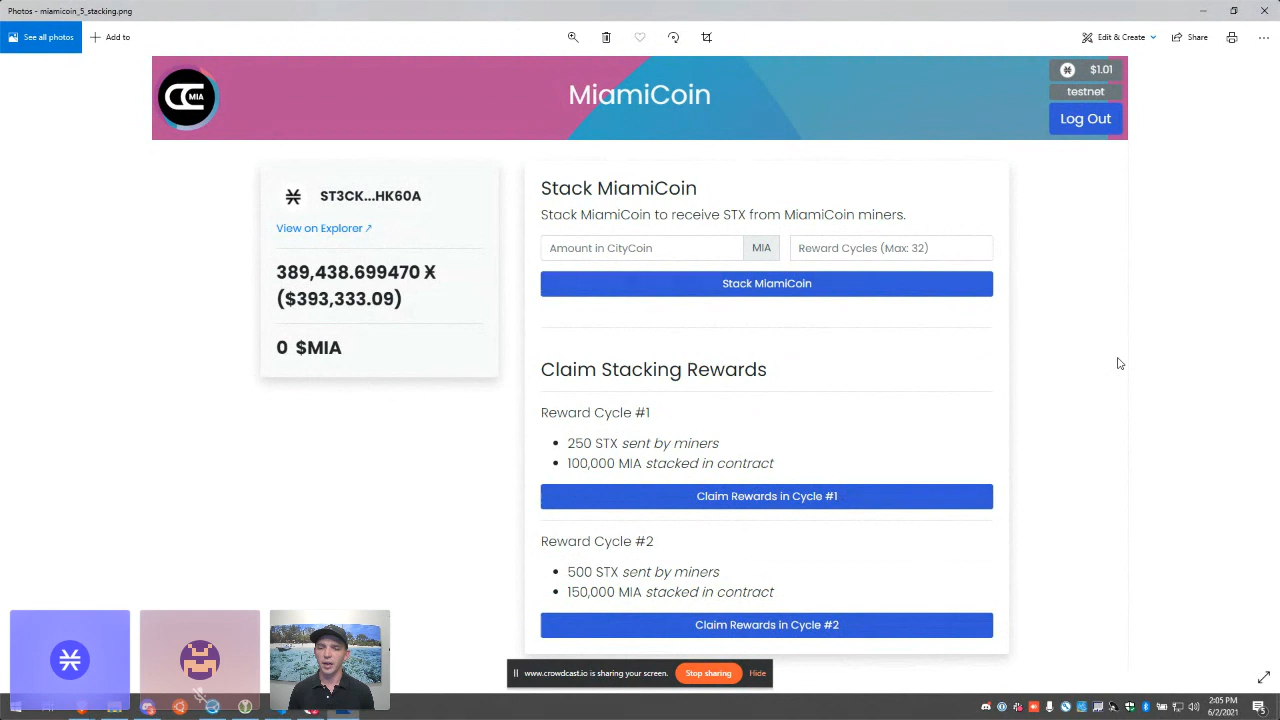 Photos - miamicoin_5_stacking.png
See all photos
Add to
Edit & Create
Share
CC MIA
MiamiCoin
$1.01
testnet
Log Out
ST3CK...HK60A
View on Explorer ↗
389,438.699470 Ӿ
($393,333.09)
0 $MIA
Stack MiamiCoin
Stack MiamiCoin to receive STX from MiamiCoin miners.
Amount in CityCoin
MIA
Reward Cycles (Max: 32)
Stack MiamiCoin
Claim Stacking Rewards
Reward Cycle #1
• 250 STX sent by miners
• 100,000 MIA stacked in contract
Claim Rewards in Cycle #1
Reward Cycle #2
• 500 STX sent by miners
• 150,000 MIA stacked in contract
Claim Rewards in Cycle #2
www.crowdcast.io is sharing your screen.
Stop sharing
Hide
2:05 PM
6/2/2021